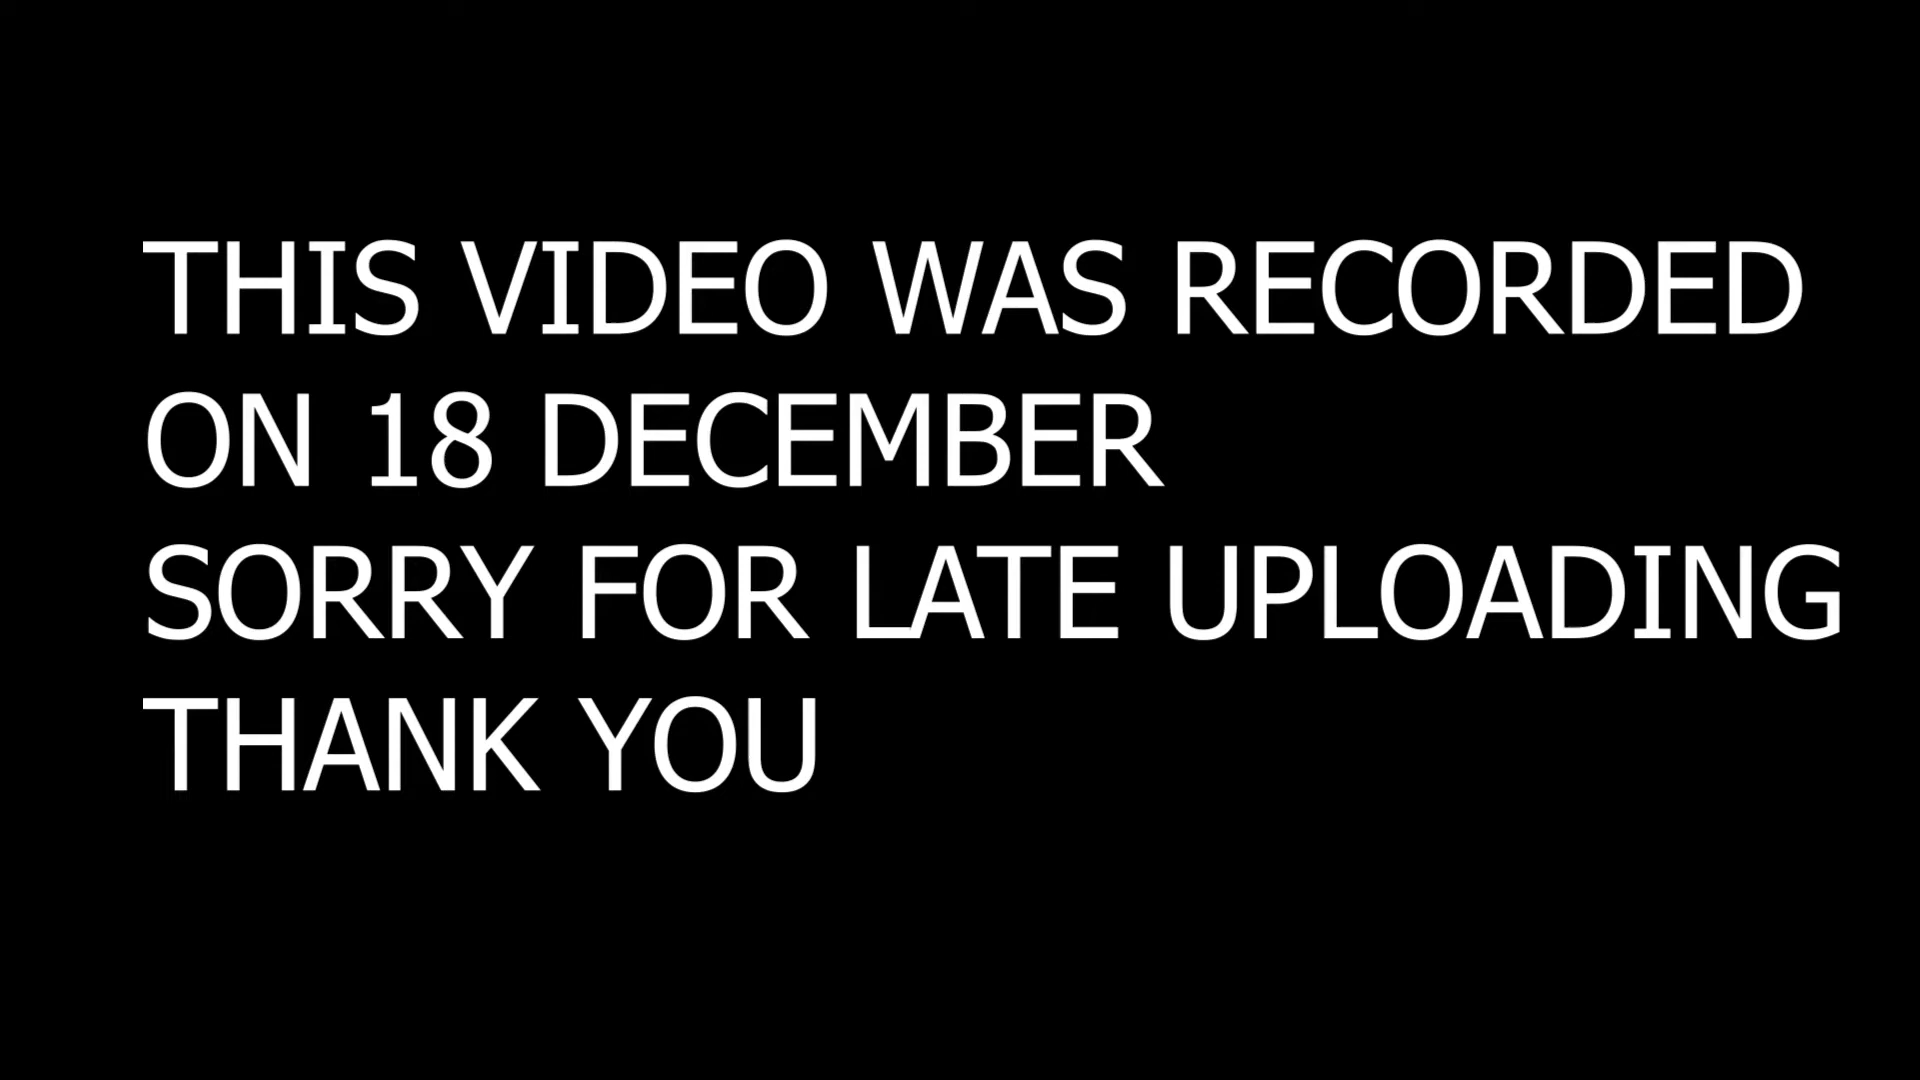 THIS VIDEO WAS RECORDED
ON 18 DECEMBER
SORRY FOR LATE UPLOADING
THANK YOU